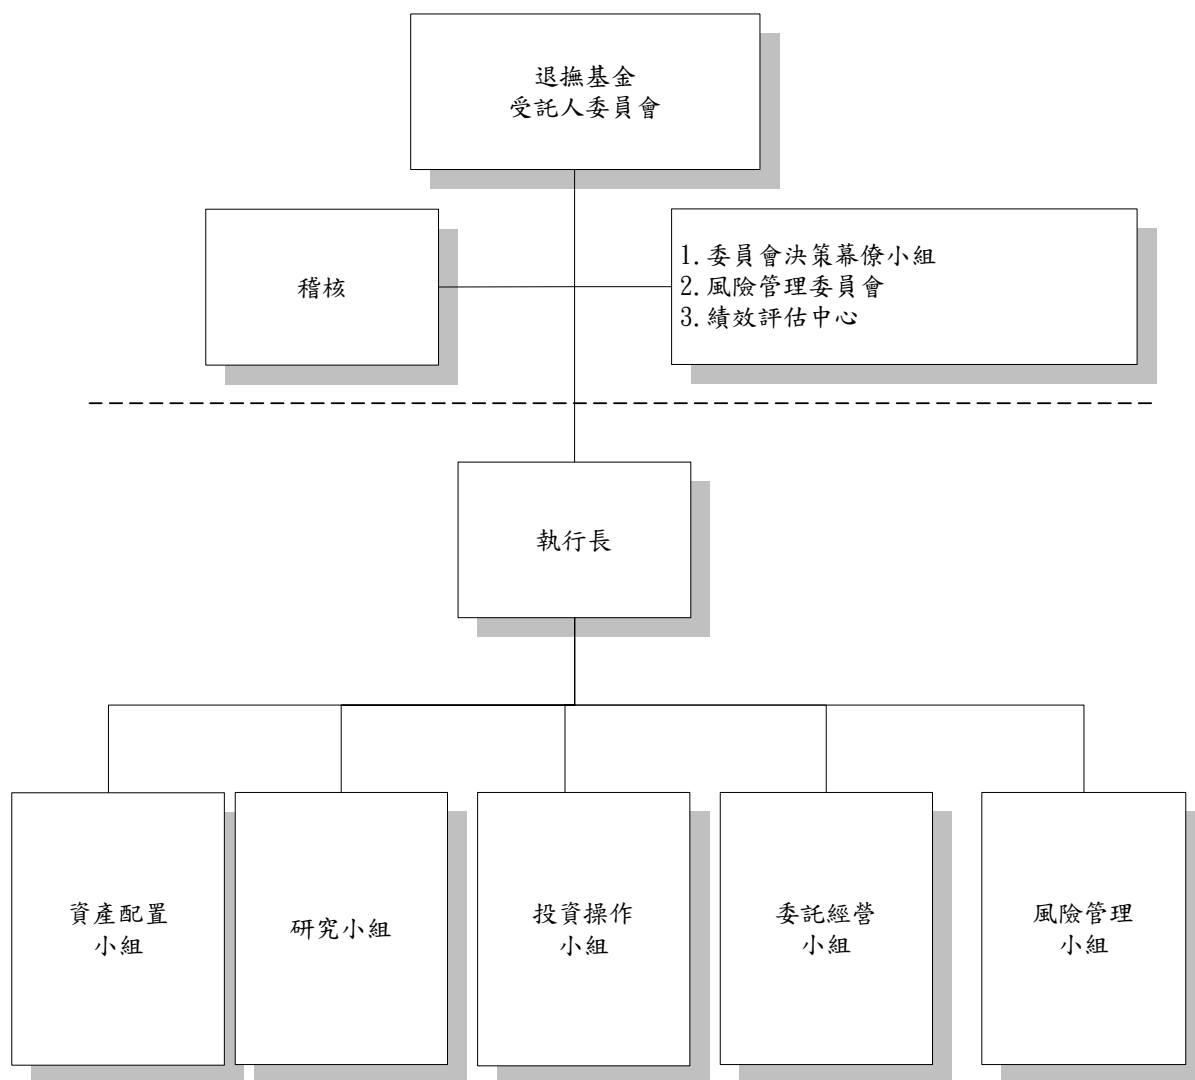 退撫基金
受託人委員會
稽核
1.委員會決策幕僚小組
2.風險管理委員會
3.績效評估中心
執行長
資產配置
小組
研究小組
投資操作
小組
委託經營
小組
風險管理
小組